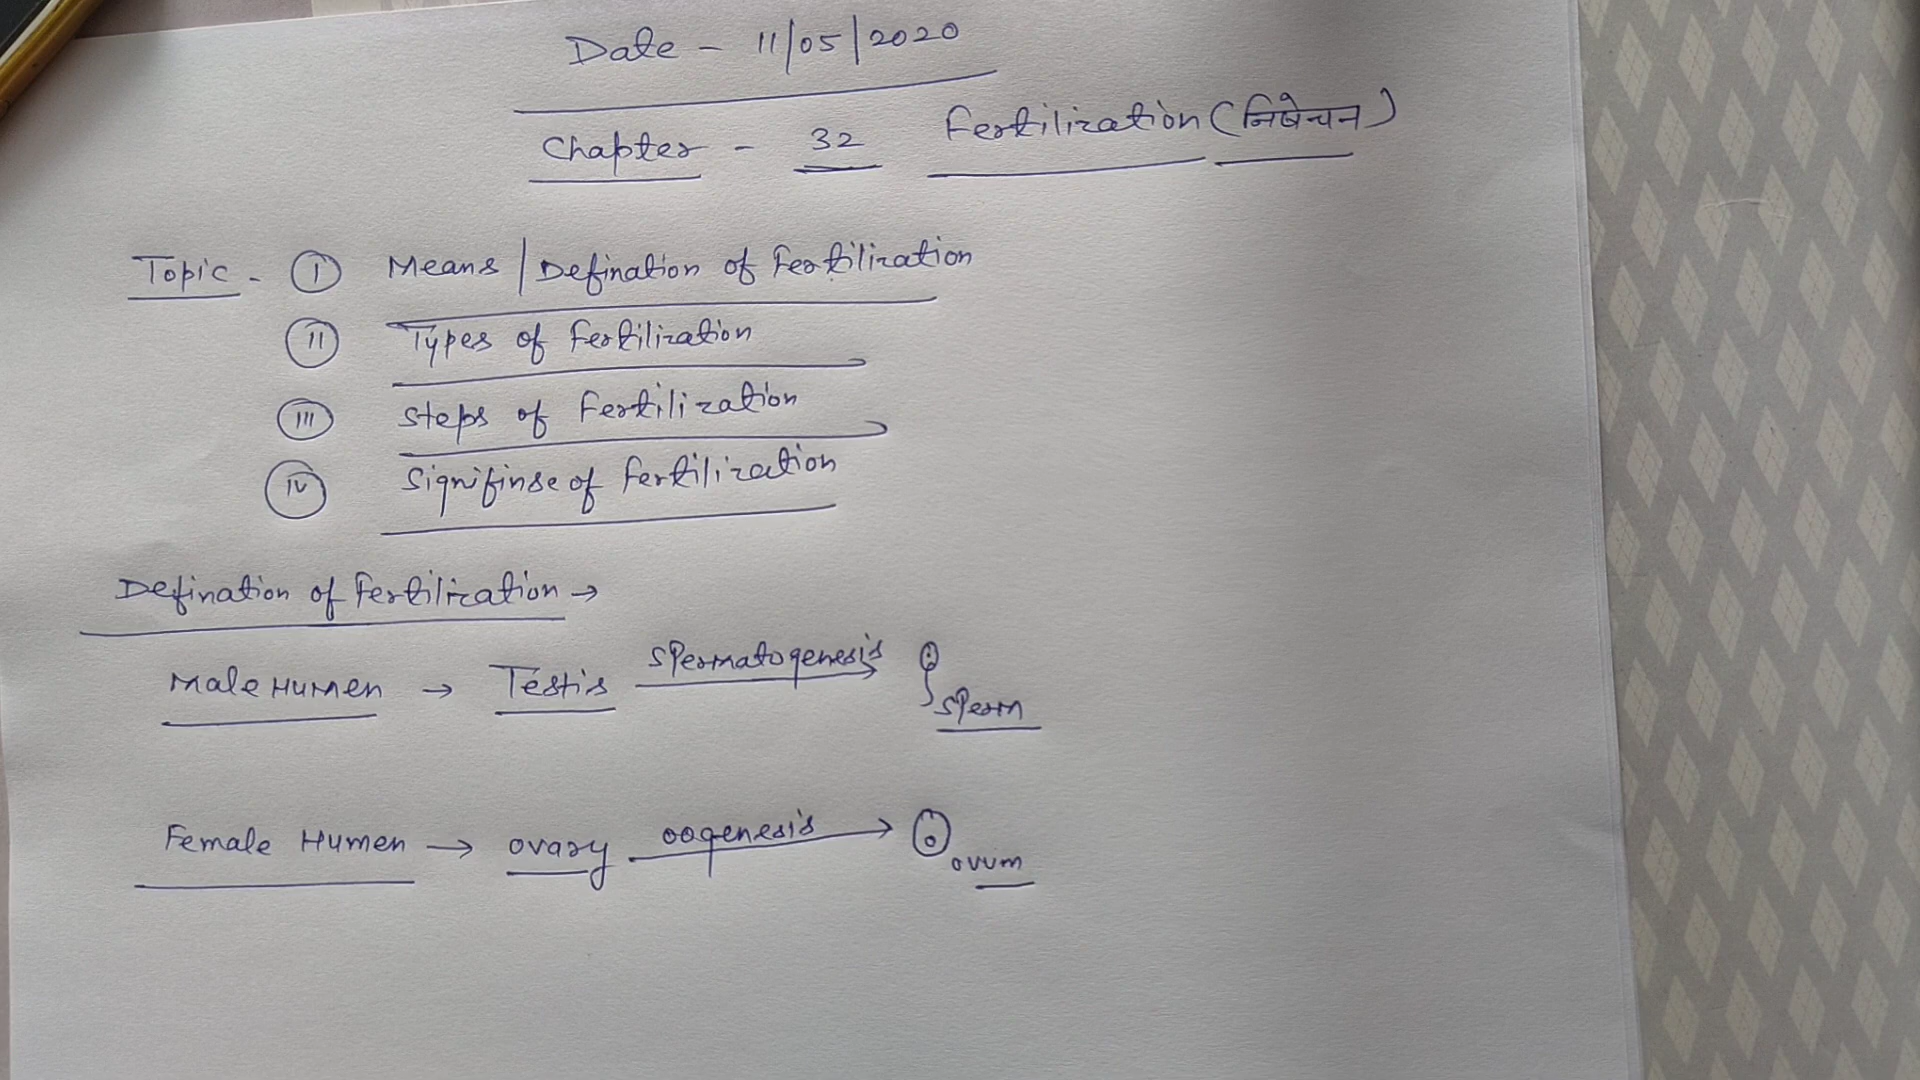 Date - 11/05/2020
Chapter - 32 Fertilization (निषेचन)
Topic - (I) Means / Defination of Fertilization
(II) Types of Fertilization
(III) Steps of Fertilization
(IV) Signifinse of Fertilization
Defination of Fertilization →
Male Humen → Testis Spermatogenesis → Sperm
Female Humen → ovary oogenesis → ovum